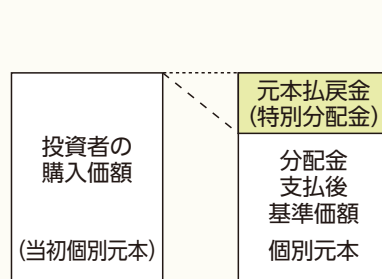 投資者の
購入価額
(当初個別元本)
元本払戻金
(特別分配金)
分配金
支払後
基準価額
個別元本